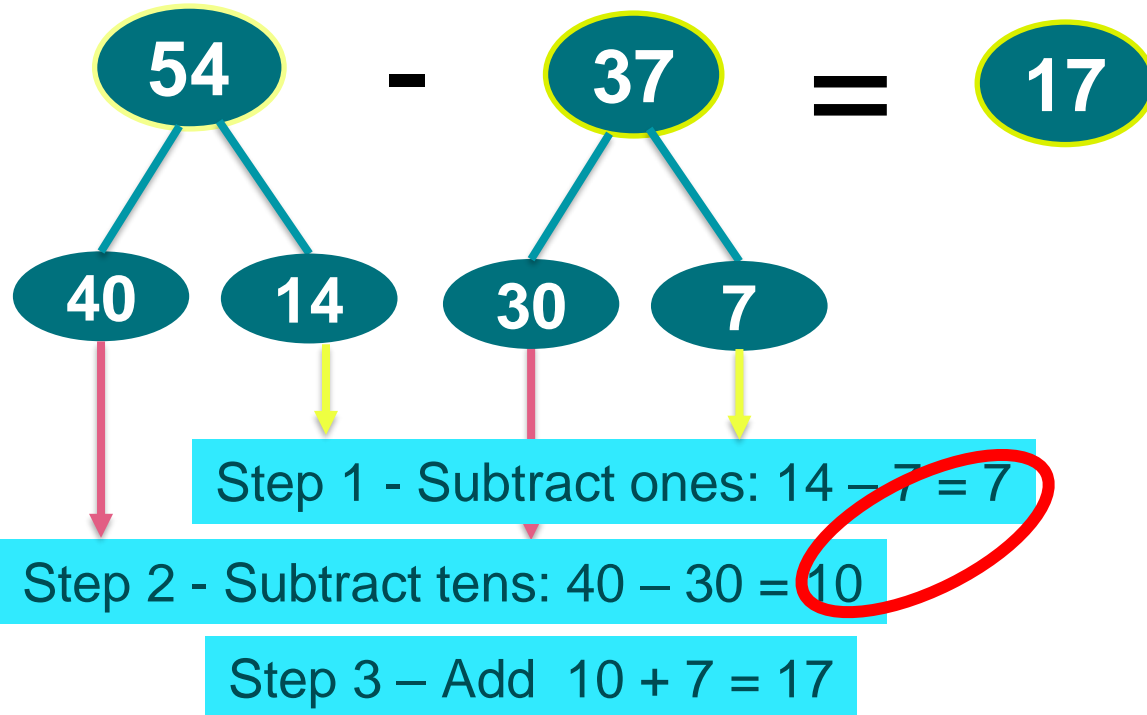 54 - 37 = 17
40 14 30 7
Step 1 - Subtract ones: 14 – 7 = 7
Step 2 - Subtract tens: 40 – 30 = 10
Step 3 – Add  10 + 7 = 17